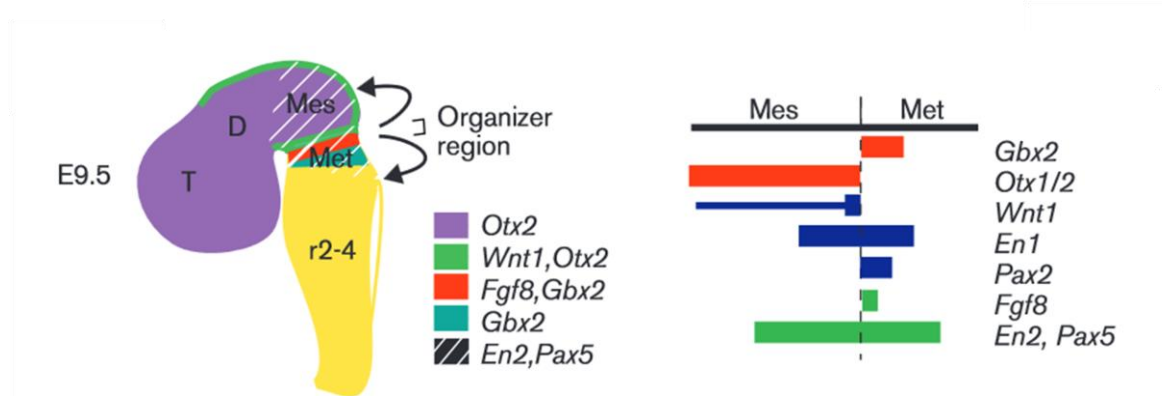 E9.5
D
T
Mes
Met
r2-4
Organizer
region
Otx2
Wnt1,Otx2
Fgf8,Gbx2
Gbx2
En2,Pax5
Mes Met
Gbx2
Otx1/2
Wnt1
En1
Pax2
Fgf8
En2, Pax5